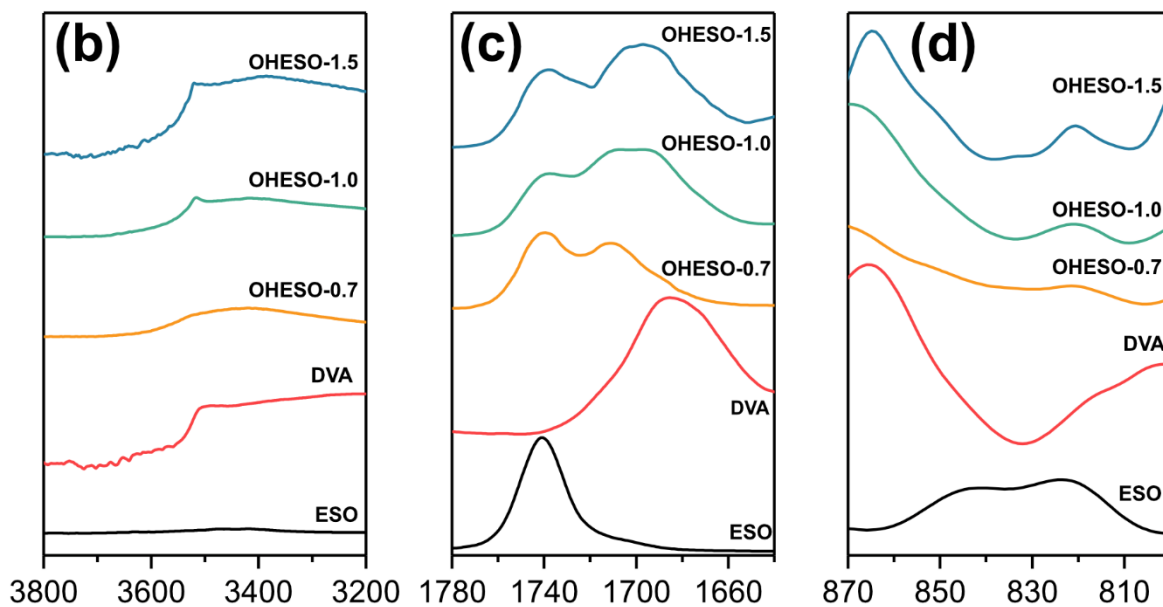 (b)
OHESO-1.5
OHESO-1.0
OHESO-0.7
DVA
ESO
3800 3600 3400 3200
(c)
OHESO-1.5
OHESO-1.0
OHESO-0.7
DVA
ESO
1780 1740 1700 1660
(d)
OHESO-1.5
OHESO-1.0
OHESO-0.7
DVA
ESO
870 850 830 810